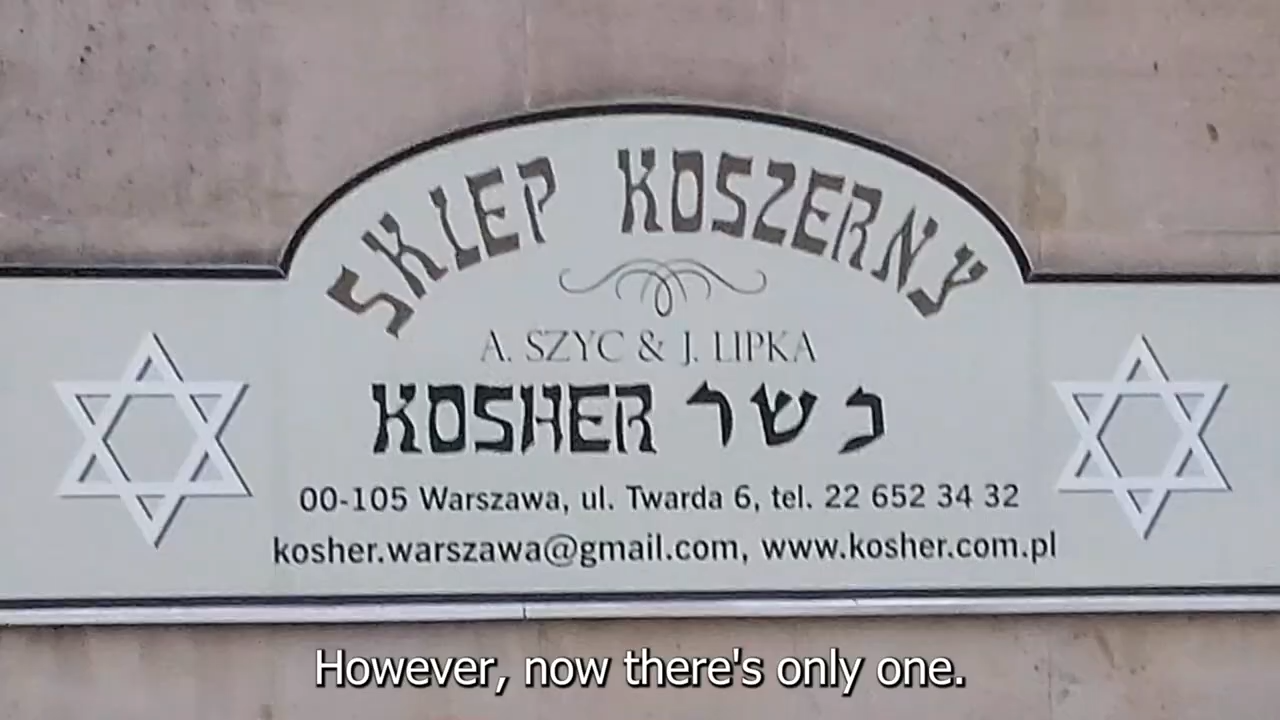 SKLEP KOSZERNY
A. SZYC & J. LIPKA
KOSHER כשר
00-105 Warszawa, ul. Twarda 6, tel. 22 652 34 32
kosher.warszawa@gmail.com, www.kosher.com.pl
However, now there's only one.